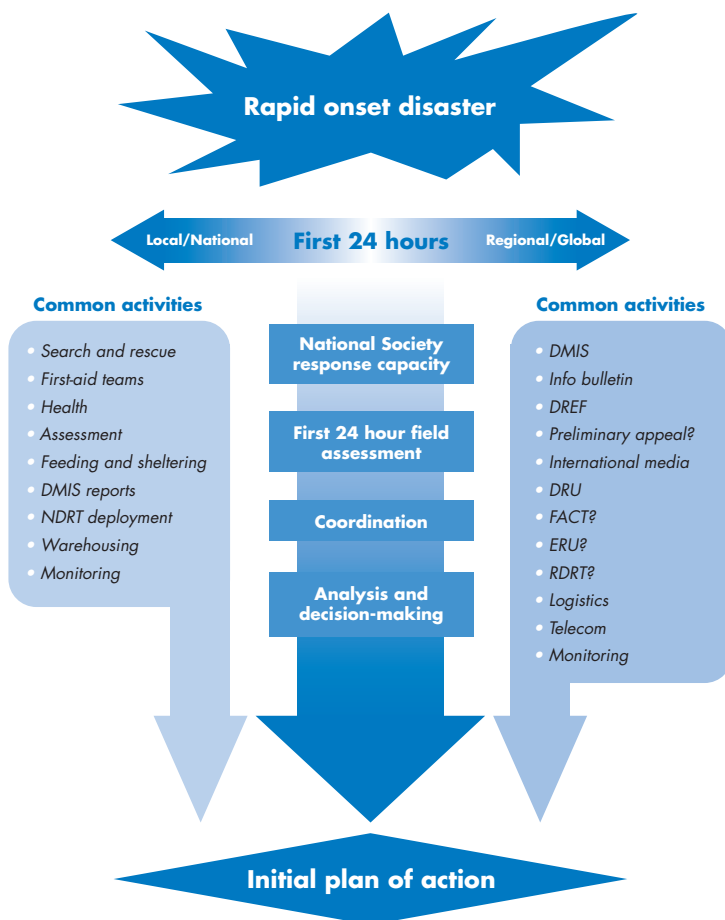 Rapid onset disaster
Local/National
First 24 hours
Regional/Global
Common activities
• Search and rescue
• First-aid teams
• Health
• Assessment
• Feeding and sheltering
• DMIS reports
• NDRT deployment
• Warehousing
• Monitoring
National Society
response capacity
First 24 hour field
assessment
Coordination
Analysis and
decision-making
Common activities
• DMIS
• Info bulletin
• DREF
• Preliminary appeal?
• International media
• DRU
• FACT?
• ERU?
• RDRT?
• Logistics
• Telecom
• Monitoring
Initial plan of action